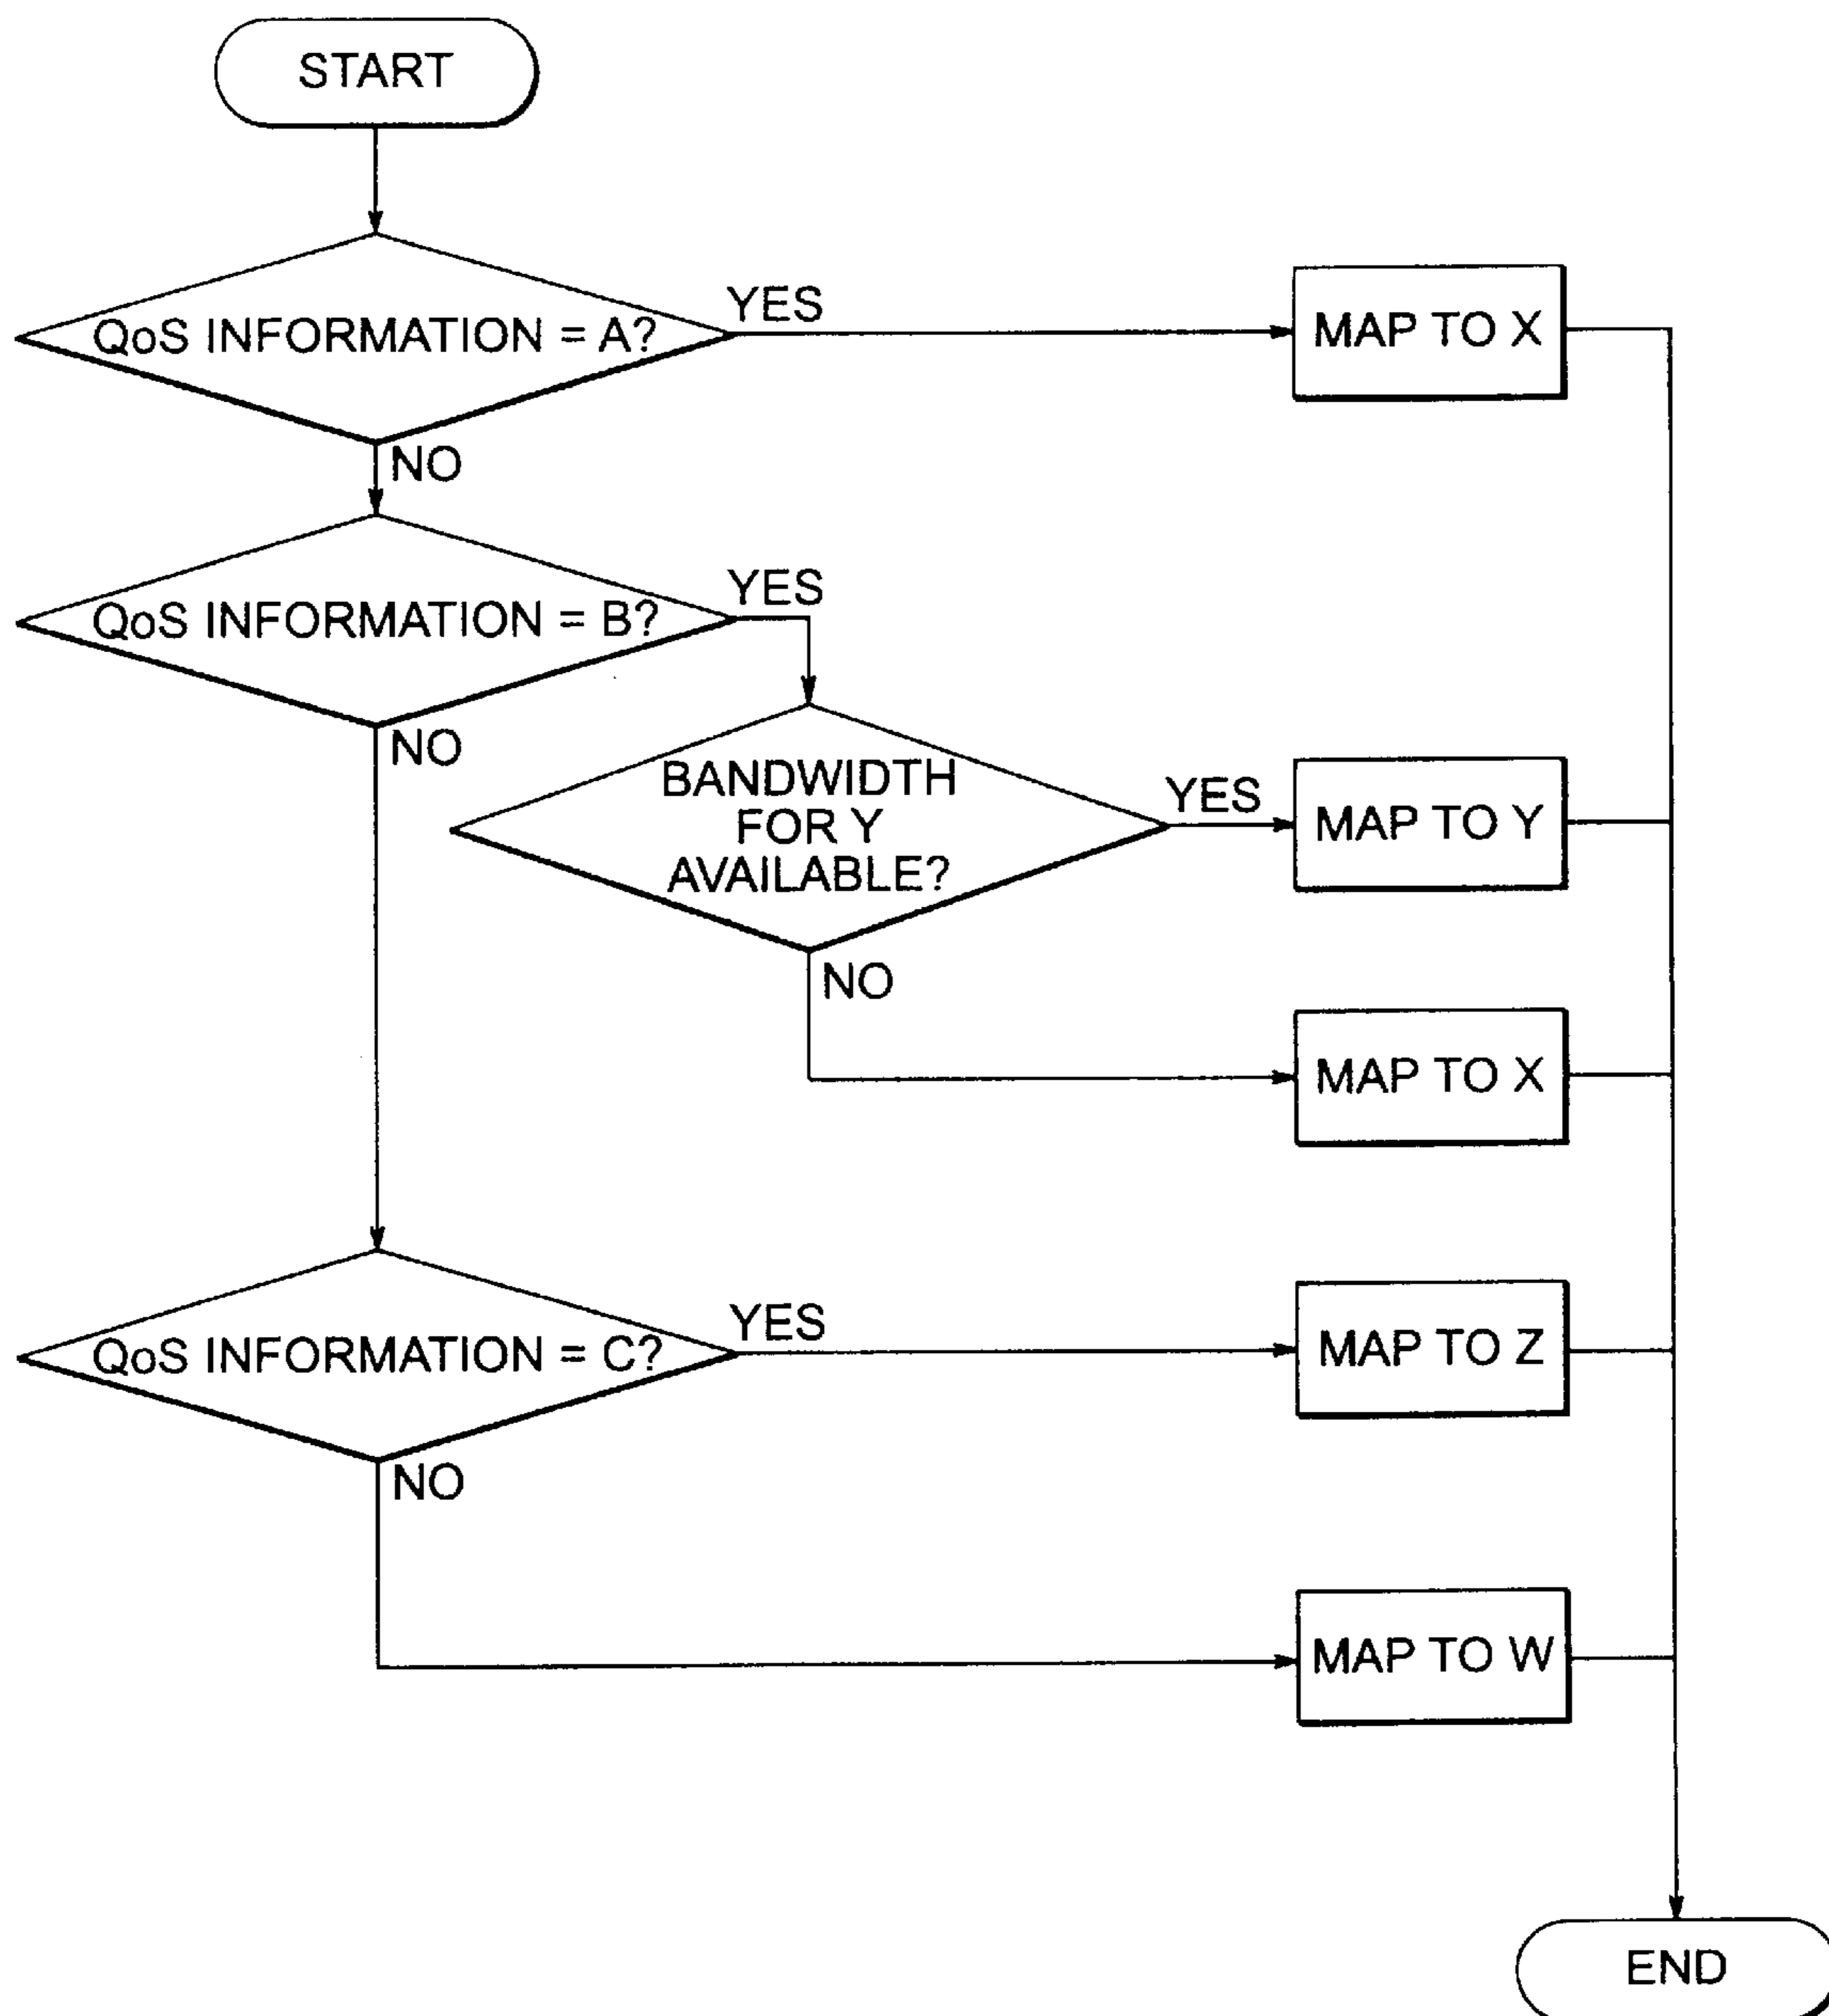 START
QoS INFORMATION = A?
YES
MAP TO X
NO
QoS INFORMATION = B?
YES
NO
BANDWIDTH
FOR Y
AVAILABLE?
YES
MAP TO Y
NO
MAP TO X
QoS INFORMATION = C?
YES
MAP TO Z
NO
MAP TO W
END